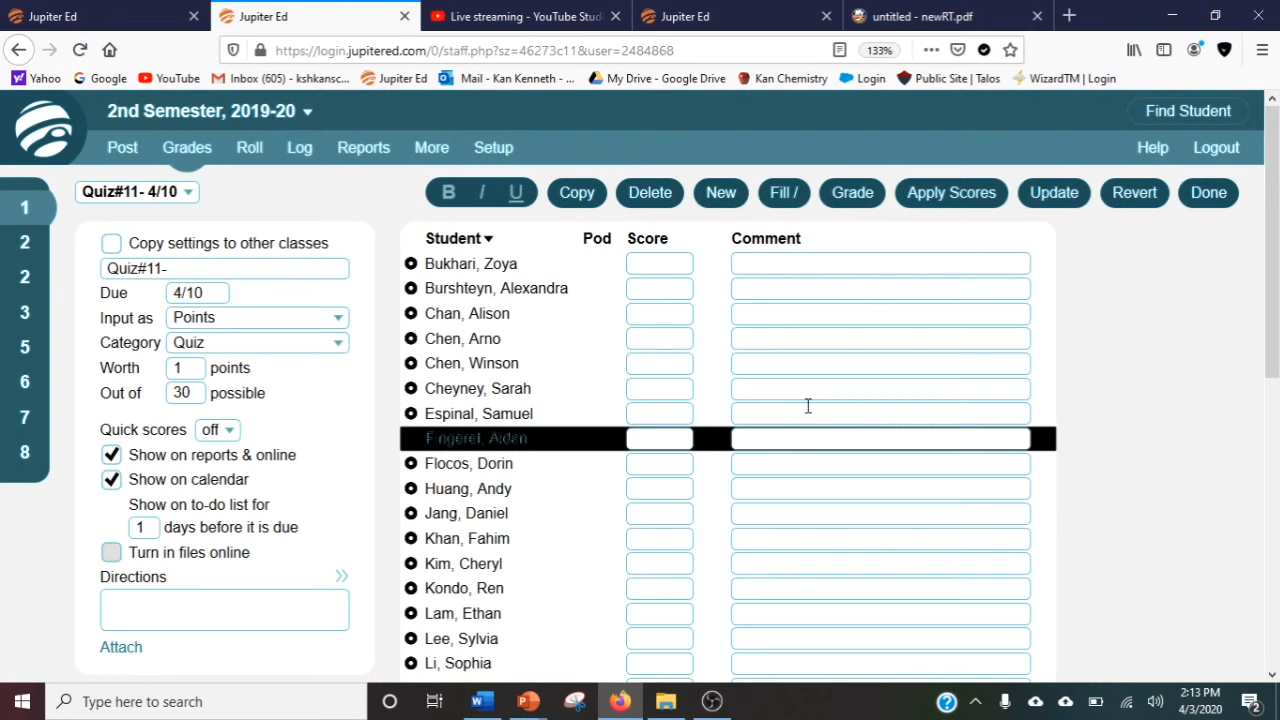 Jupiter Ed
Jupiter Ed
Live streaming - YouTube Studi
Jupiter Ed
untitled - newRT.pdf
https://login.jupitered.com/0/staff.php?sz=46273c11&user=2484868
133%
Yahoo
Google
YouTube
Inbox (605) - kshkansc...
Jupiter Ed
Mail - Kan Kenneth - ...
My Drive - Google Drive
Kan Chemistry
Login
Public Site | Talos
WizardTM | Login
2nd Semester, 2019-20
Find Student
Post Grades Roll Log Reports More Setup
Help Logout
1
2
2
3
5
6
7
8
Quiz#11- 4/10
B I U Copy Delete New Fill / Grade Apply Scores Update Revert Done
Copy settings to other classes
Quiz#11-
Due 4/10
Input as Points
Category Quiz
Worth 1 points
Out of 30 possible
Quick scores off
Show on reports & online
Show on calendar
Show on to-do list for
1 days before it is due
Turn in files online
Directions
Attach
Student Pod Score Comment
Bukhari, Zoya
Burshteyn, Alexandra
Chan, Alison
Chen, Arno
Chen, Winson
Cheyney, Sarah
Espinal, Samuel
Flocos, Dorin
Huang, Andy
Jang, Daniel
Khan, Fahim
Kim, Cheryl
Kondo, Ren
Lam, Ethan
Lee, Sylvia
Li, Sophia
Type here to search
2:13 PM
4/3/2020
2